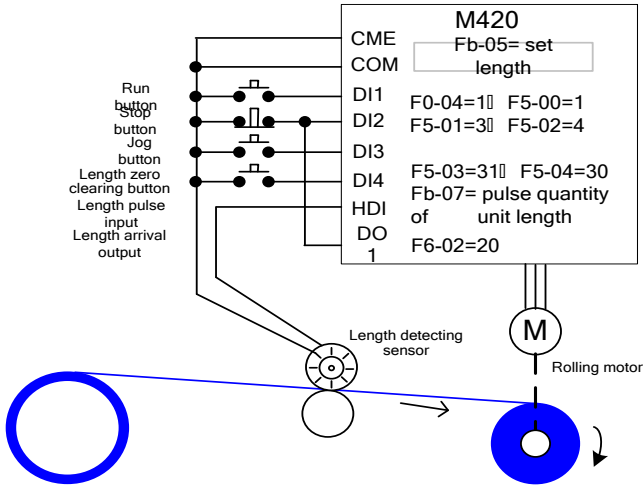 M420
Fb-05= set
length
CME
COM
DI1
DI2
DI3
DI4
HDI
DO
1
F0-04=1▯ F5-00=1
F5-01=3▯ F5-02=4
F5-03=31▯ F5-04=30
Fb-07= pulse quantity
of unit length
F6-02=20
Run
button
Stop
button
Jog
button
Length zero
clearing button
Length pulse
input
Length arrival
output
M
Length detecting
sensor
Rolling motor